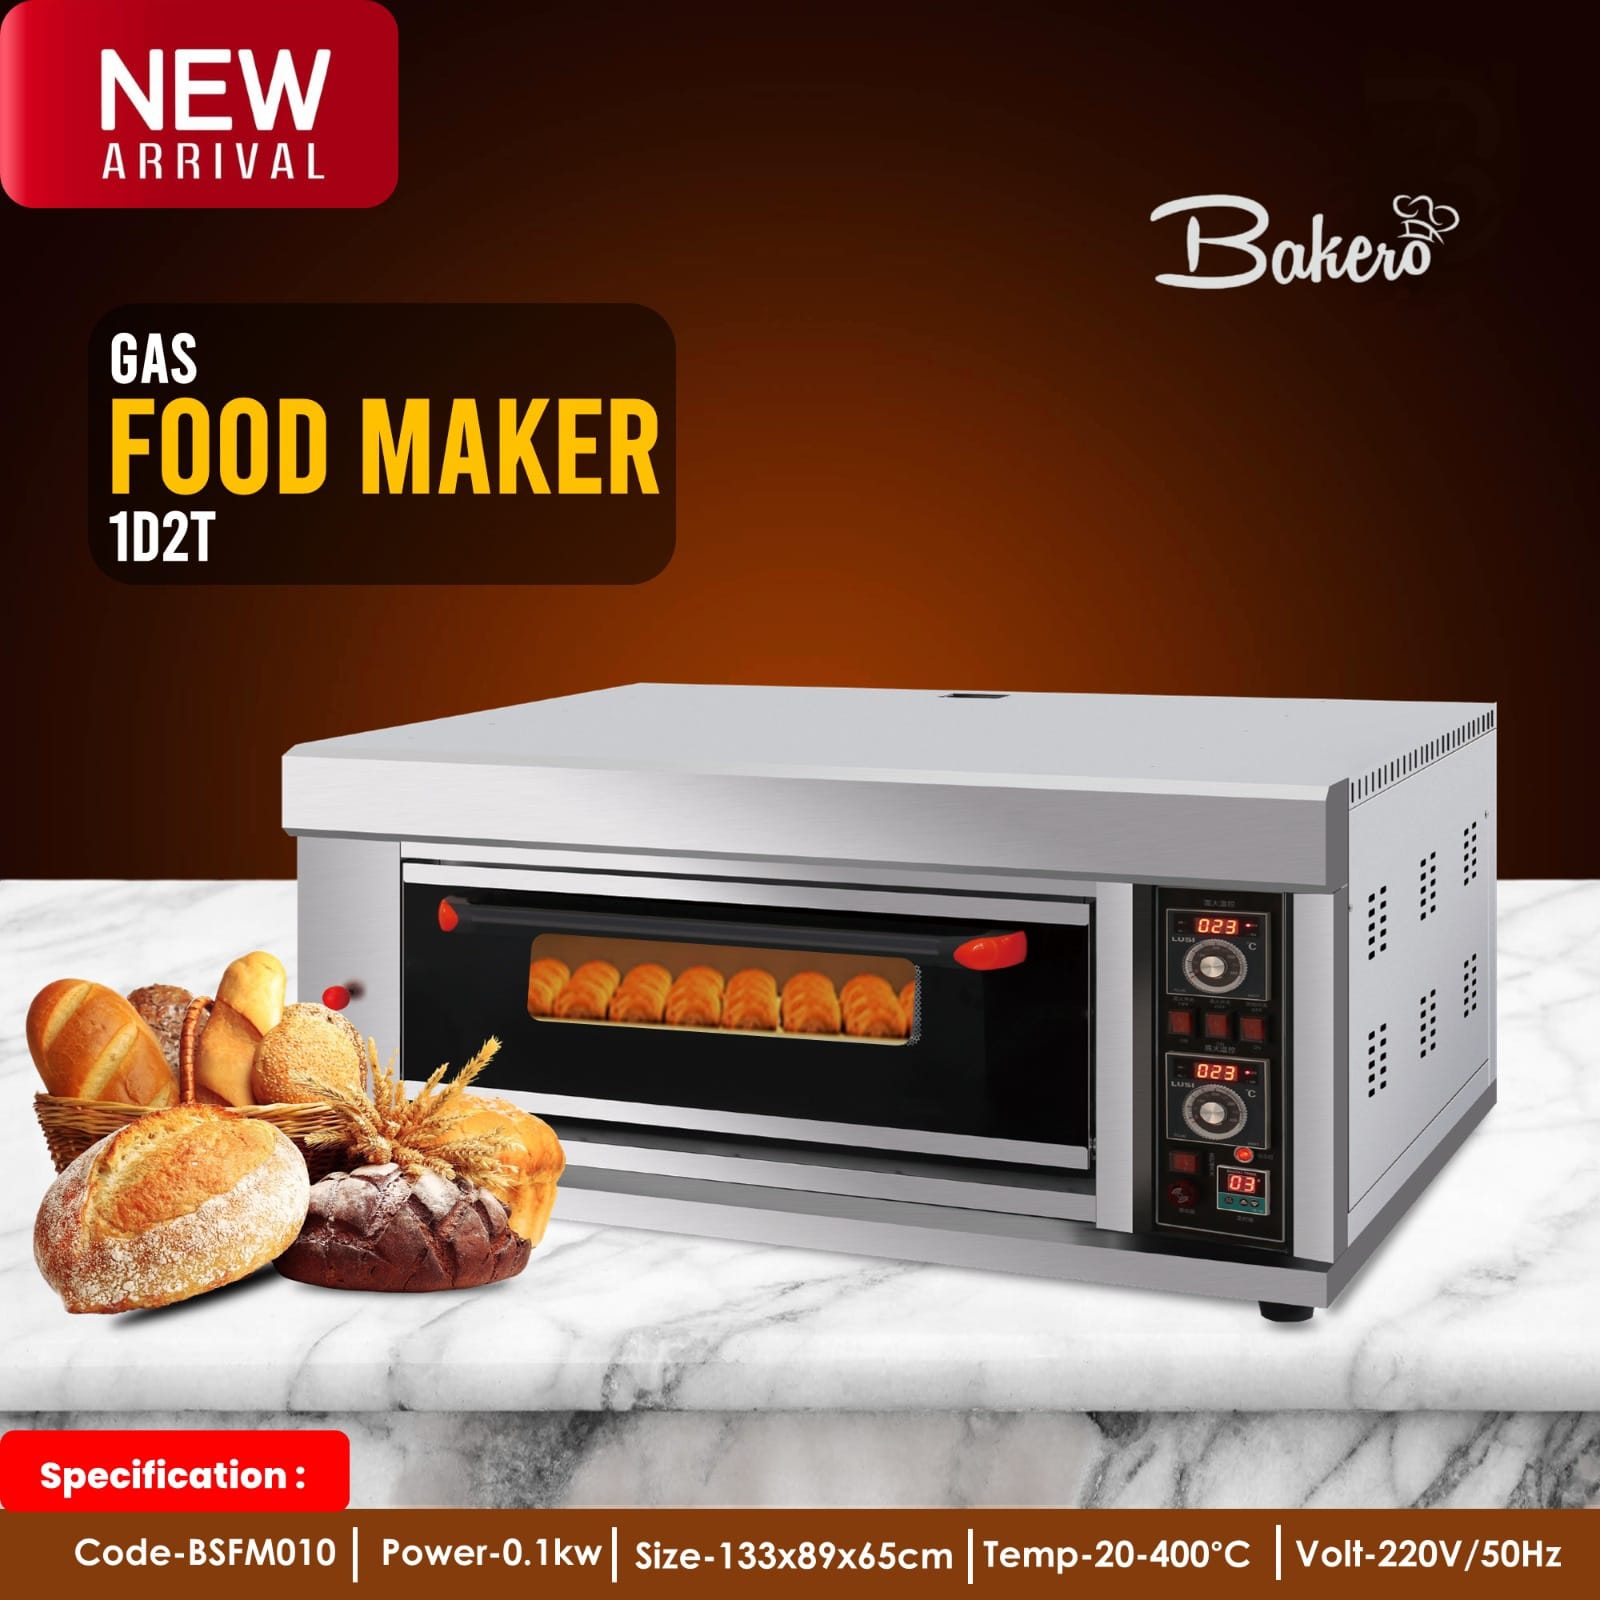 NEW
ARRIVAL
Bakero
GAS
FOOD MAKER
1D2T
023
LUSI
°C
023
LUSI
°C
03
Specification :
Code-BSFM010 | Power-0.1kw | Size-133x89x65cm | Temp-20-400°C | Volt-220V/50Hz